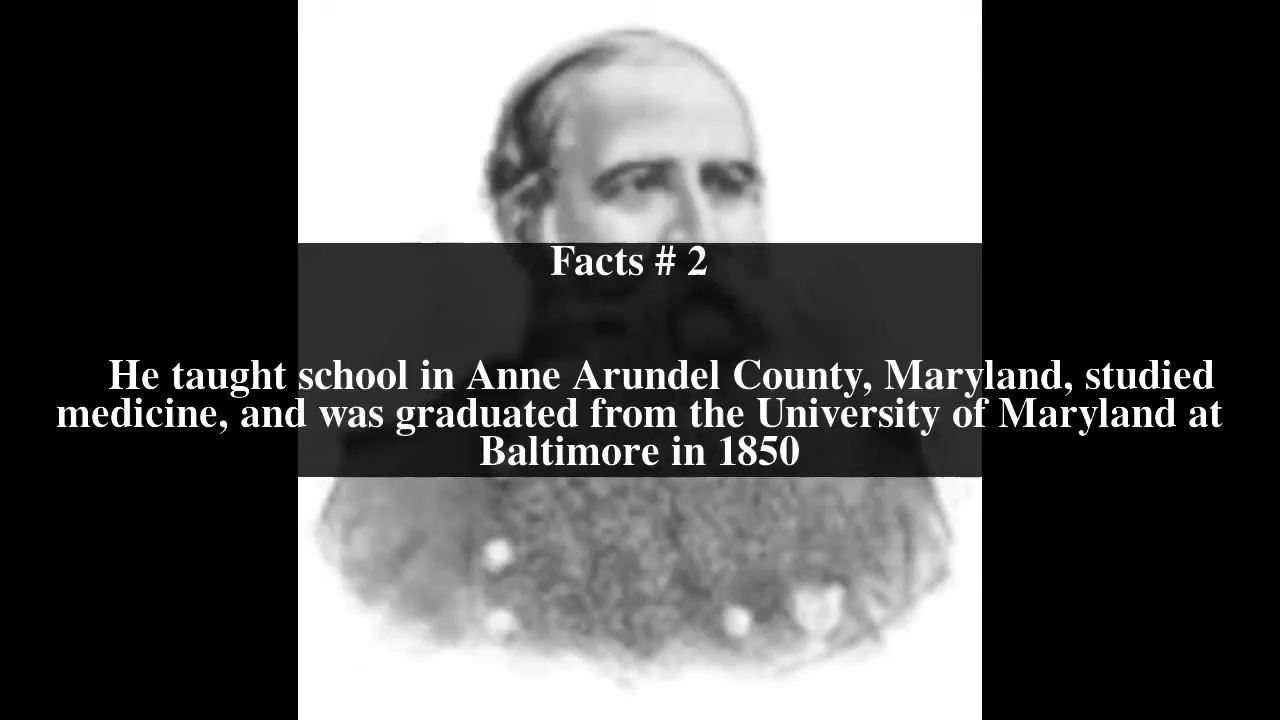 Facts # 2
He taught school in Anne Arundel County, Maryland, studied
medicine, and was graduated from the University of Maryland at
Baltimore in 1850